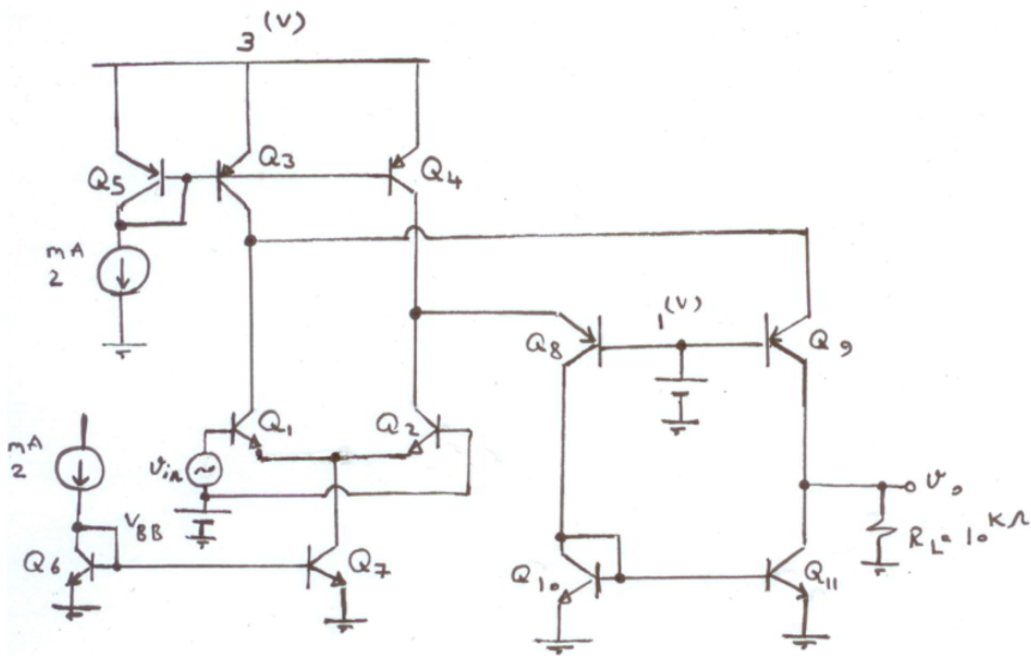 3 (V)
Q5
Q3
Q4
mA
2
1 (V)
Q8
Q9
Q1
Q2
mA
2
vin
VBB
Q6
Q7
vo
RL=10KΩ
Q10
Q11